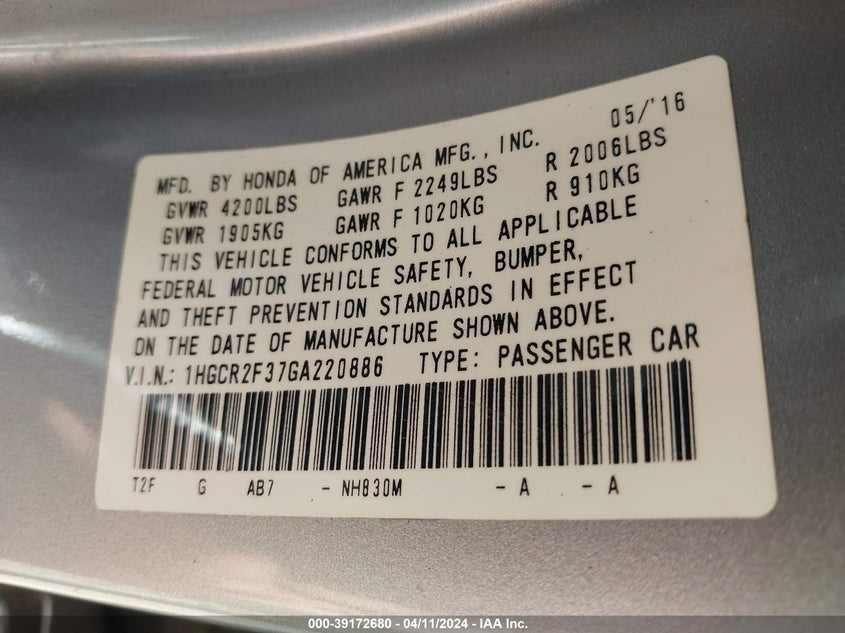 05/'16
MFD. BY HONDA OF AMERICA MFG., INC.
GVWR 4200LBS GAWR F 2249LBS R 2006LBS
GVWR 1905KG GAWR F 1020KG R 910KG
THIS VEHICLE CONFORMS TO ALL APPLICABLE
FEDERAL MOTOR VEHICLE SAFETY, BUMPER,
AND THEFT PREVENTION STANDARDS IN EFFECT
ON THE DATE OF MANUFACTURE SHOWN ABOVE.
V.I.N.: 1HGCR2F37GA220886 TYPE: PASSENGER CAR
T2F G AB7 - NH830M - A - A
000-39172680 - 04/11/2024 - IAA Inc.